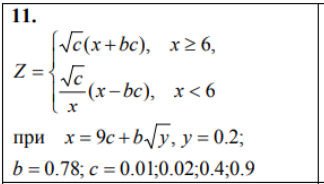 11.
Z = { √c(x + bc), x ≥ 6,
√c/x (x − bc), x < 6
при x = 9c + b√y, y = 0.2;
b = 0.78; c = 0.01;0.02;0.4;0.9